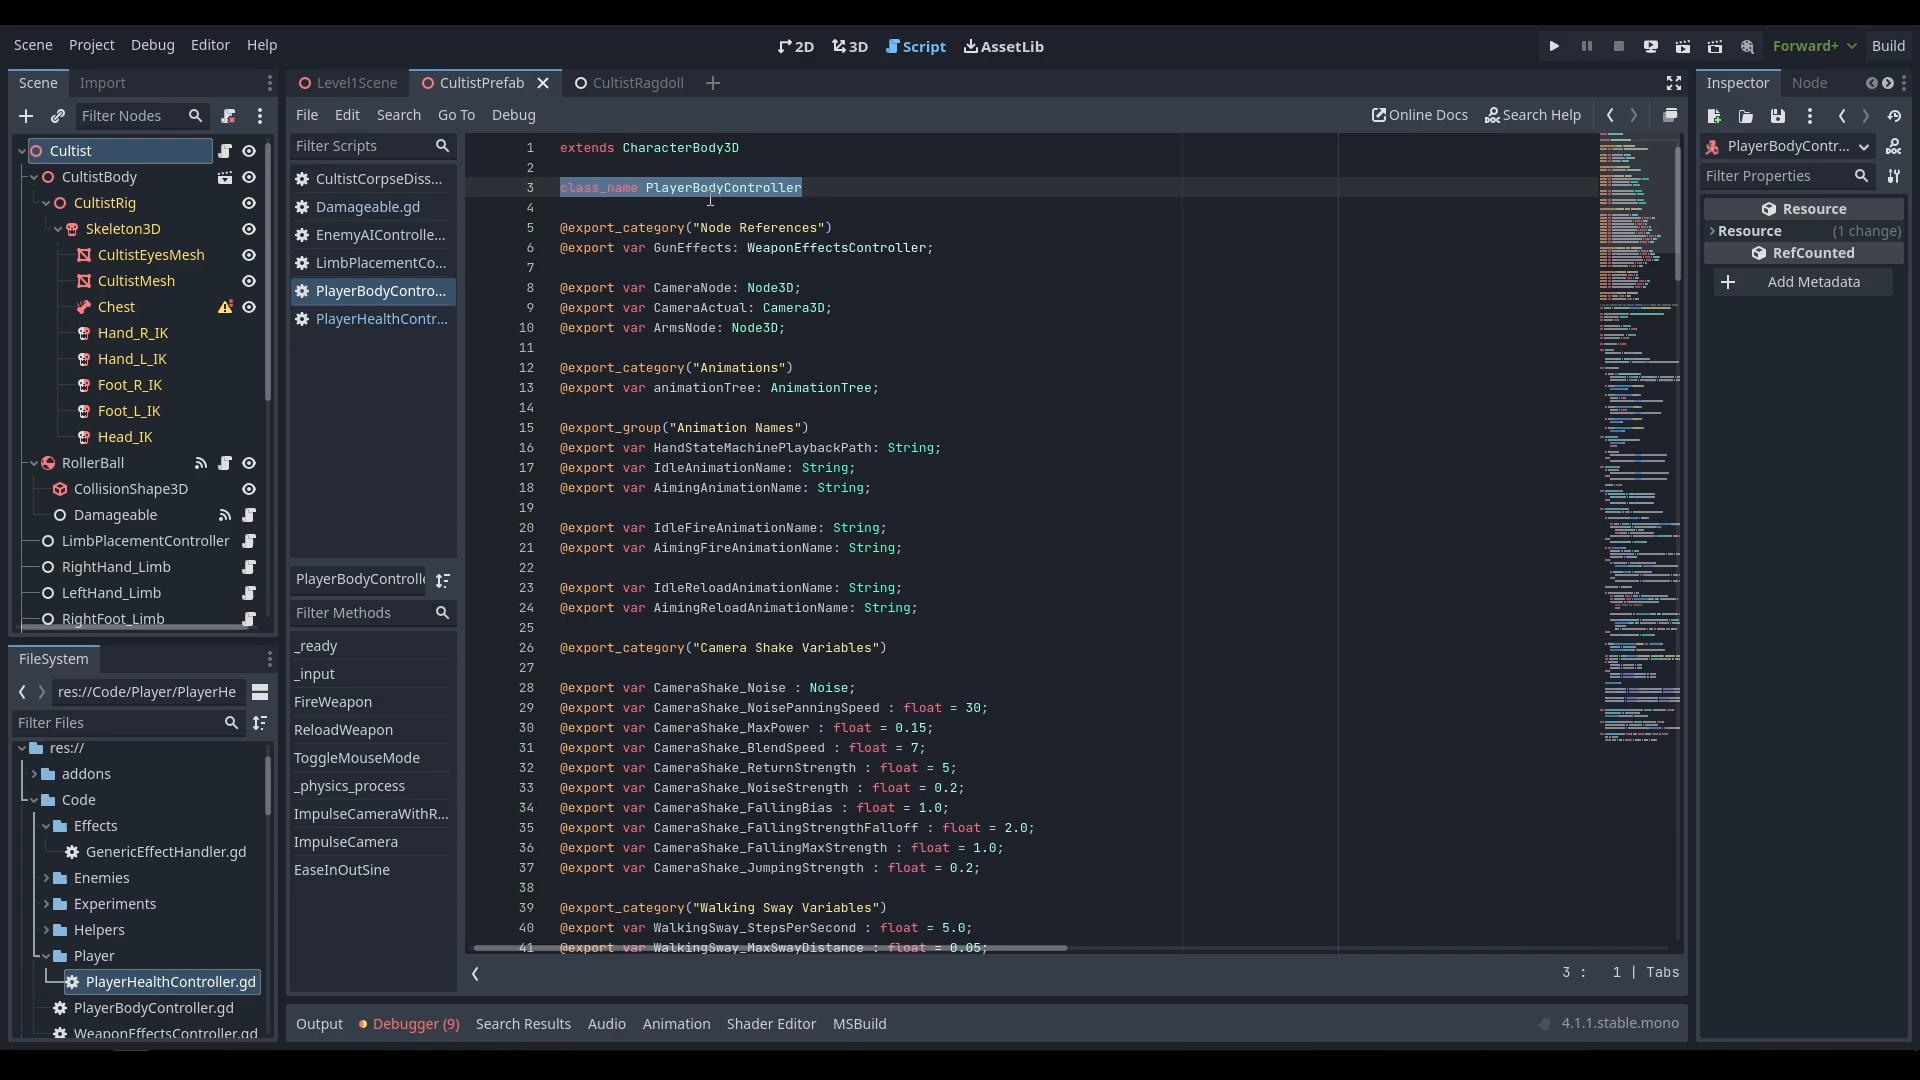 Scene Project Debug Editor Help
2D 3D Script AssetLib
Forward+ Build
Scene Import
Filter Nodes
Cultist
CultistBody
CultistRig
Skeleton3D
CultistEyesMesh
CultistMesh
Chest
Hand_R_IK
Hand_L_IK
Foot_R_IK
Foot_L_IK
Head_IK
RollerBall
CollisionShape3D
Damageable
LimbPlacementController
RightHand_Limb
LeftHand_Limb
RightFoot_Limb
FileSystem
res://Code/Player/PlayerHe
Filter Files
res://
addons
Code
Effects
GenericEffectHandler.gd
Enemies
Experiments
Helpers
Player
PlayerHealthController.gd
PlayerBodyController.gd
WeaponEffectsController.gd
Level1Scene CultistPrefab CultistRagdoll
File Edit Search Go To Debug
Online Docs Search Help
Filter Scripts
CultistCorpseDiss...
Damageable.gd
EnemyAIControlle...
LimbPlacementCo...
PlayerBodyContro...
PlayerHealthContr...
PlayerBodyControlle
Filter Methods
_ready
_input
FireWeapon
ReloadWeapon
ToggleMouseMode
_physics_process
ImpulseCameraWithR...
ImpulseCamera
EaseInOutSine
1 extends CharacterBody3D
2
3 class_name PlayerBodyController
4
5 @export_category("Node References")
6 @export var GunEffects: WeaponEffectsController;
7
8 @export var CameraNode: Node3D;
9 @export var CameraActual: Camera3D;
10 @export var ArmsNode: Node3D;
11
12 @export_category("Animations")
13 @export var animationTree: AnimationTree;
14
15 @export_group("Animation Names")
16 @export var HandStateMachinePlaybackPath: String;
17 @export var IdleAnimationName: String;
18 @export var AimingAnimationName: String;
19
20 @export var IdleFireAnimationName: String;
21 @export var AimingFireAnimationName: String;
22
23 @export var IdleReloadAnimationName: String;
24 @export var AimingReloadAnimationName: String;
25
26 @export_category("Camera Shake Variables")
27
28 @export var CameraShake_Noise : Noise;
29 @export var CameraShake_NoisePanningSpeed : float = 30;
30 @export var CameraShake_MaxPower : float = 0.15;
31 @export var CameraShake_BlendSpeed : float = 7;
32 @export var CameraShake_ReturnStrength : float = 5;
33 @export var CameraShake_NoiseStrength : float = 0.2;
34 @export var CameraShake_FallingBias : float = 1.0;
35 @export var CameraShake_FallingStrengthFalloff : float = 2.0;
36 @export var CameraShake_FallingMaxStrength : float = 1.0;
37 @export var CameraShake_JumpingStrength : float = 0.2;
38
39 @export_category("Walking Sway Variables")
40 @export var WalkingSway_StepsPerSecond : float = 5.0;
41 @export var WalkingSway_MaxSwayDistance : float = 0.05;
3 : 1 | Tabs
Output Debugger (9) Search Results Audio Animation Shader Editor MSBuild
4.1.1.stable.mono
Inspector Node
PlayerBodyContr...
Filter Properties
Resource
Resource (1 change)
RefCounted
Add Metadata